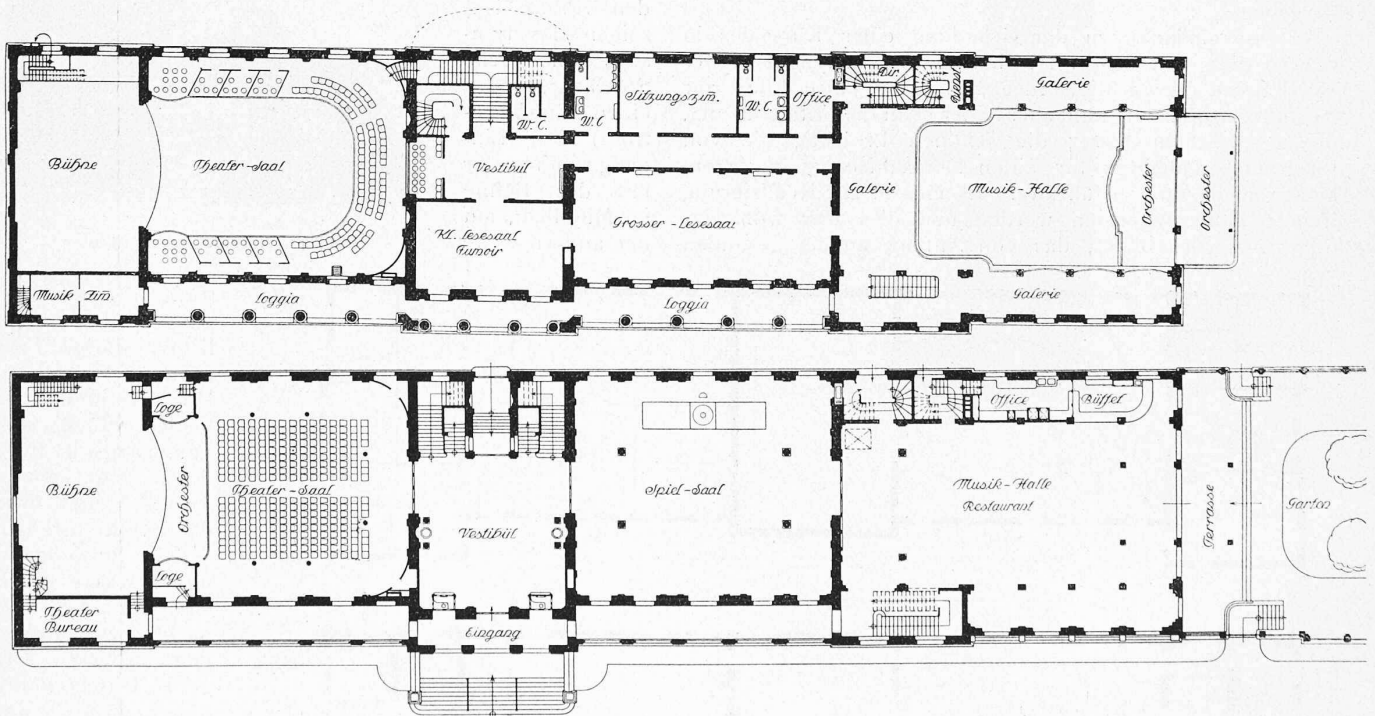 Bühne
Theater-Saal
Musik Zim.
Loggia
W.C.
Vestibül
Kl. Lesesaal
Fumoir
W.C
Sitzungszim.
W.C.
Office
Dir.
Galerie
Grosser-Lesesaal
Loggia
Galerie
Musik-Halle
Orchester
Orchester
Galerie
Bühne
Loge
Orchester
Theater-Saal
Loge
Theater
Bureau
Vestibül
Eingang
Spiel-Saal
Office
Büffet
Musik-Halle
Restaurant
Terrasse
Garten